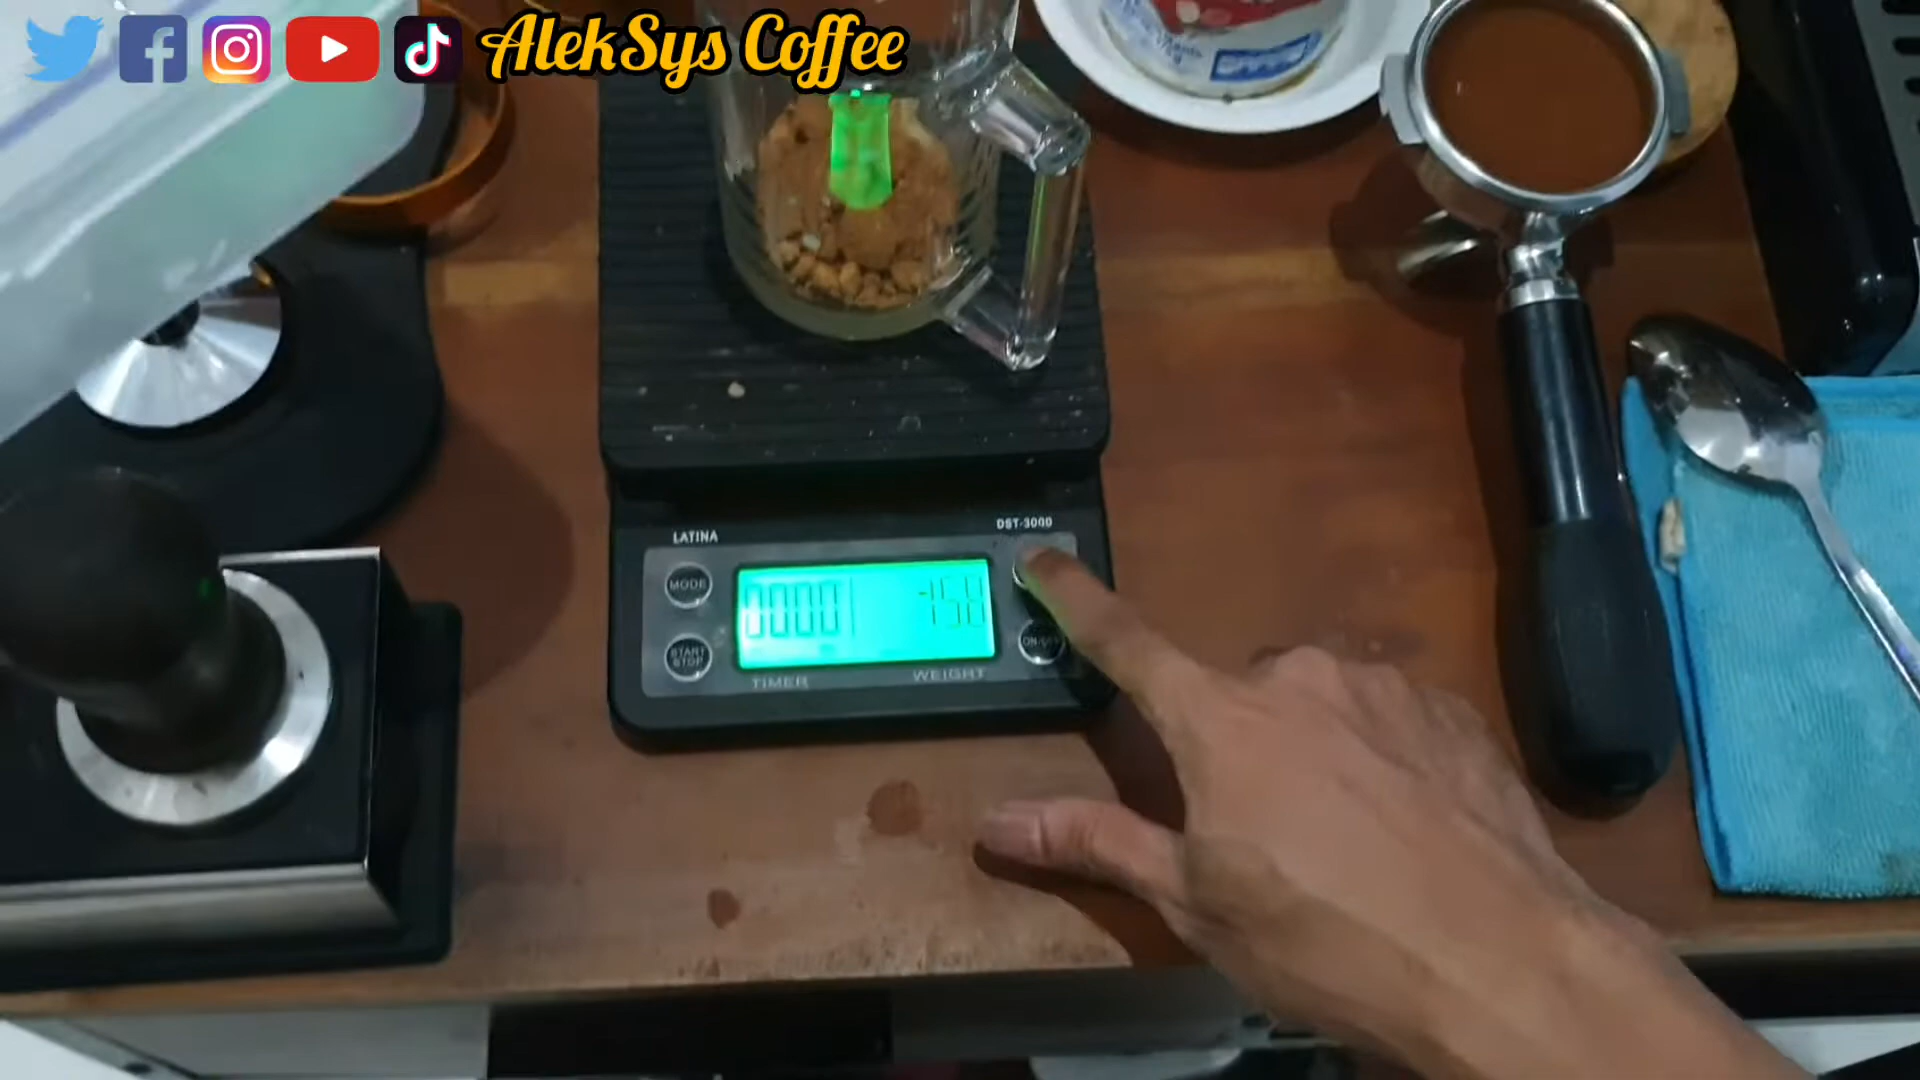 AlekSys Coffee
LATINA
DST-3000
MODE
START
STOP
0000
ON/OFF
TIMER
WEIGHT